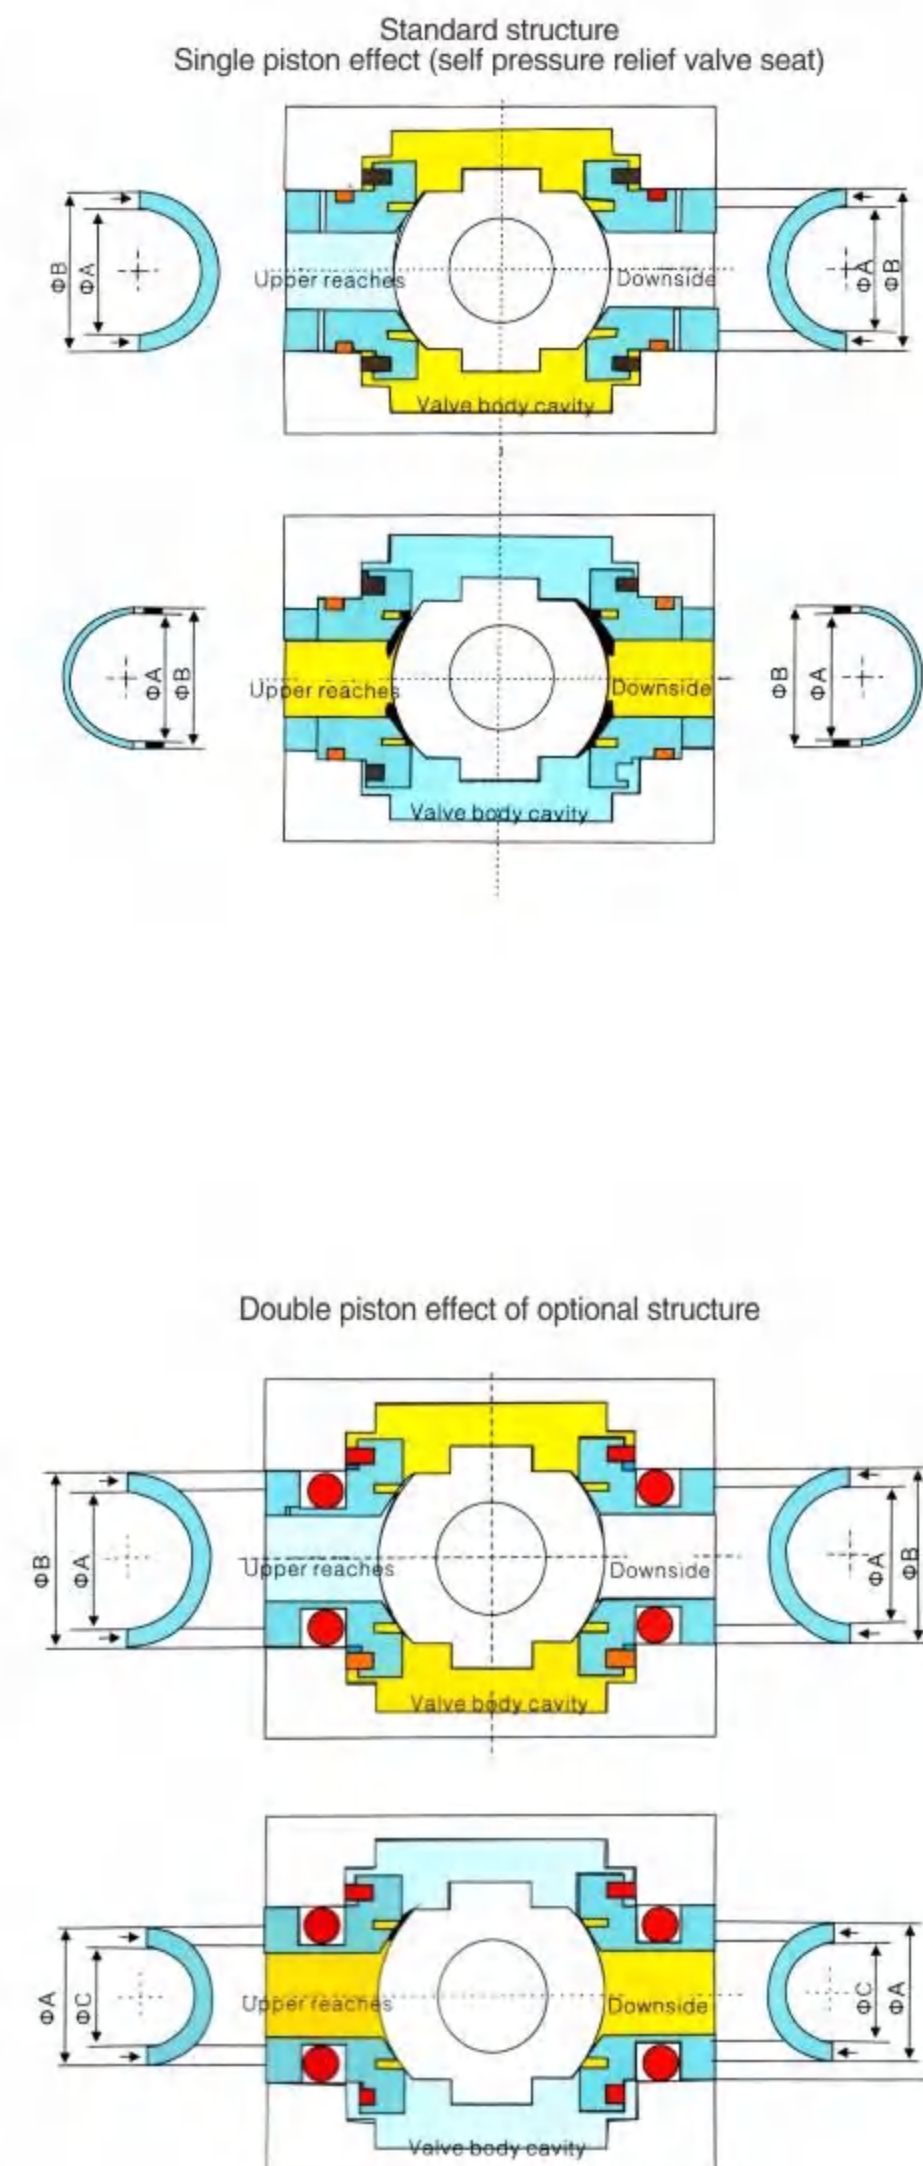 Standard structure
Single piston effect (self pressure relief valve seat)
ΦB
ΦA
Upper reaches
Downside
ΦA
ΦB
Valve body cavity
ΦA
ΦB
Upper reaches
Downside
ΦB
ΦA
Valve body cavity
Double piston effect of optional structure
ΦB
ΦA
Upper reaches
Downside
ΦA
ΦB
Valve body cavity
ΦA
ΦC
Upper reaches
Downside
ΦC
ΦA
Valve body cavity